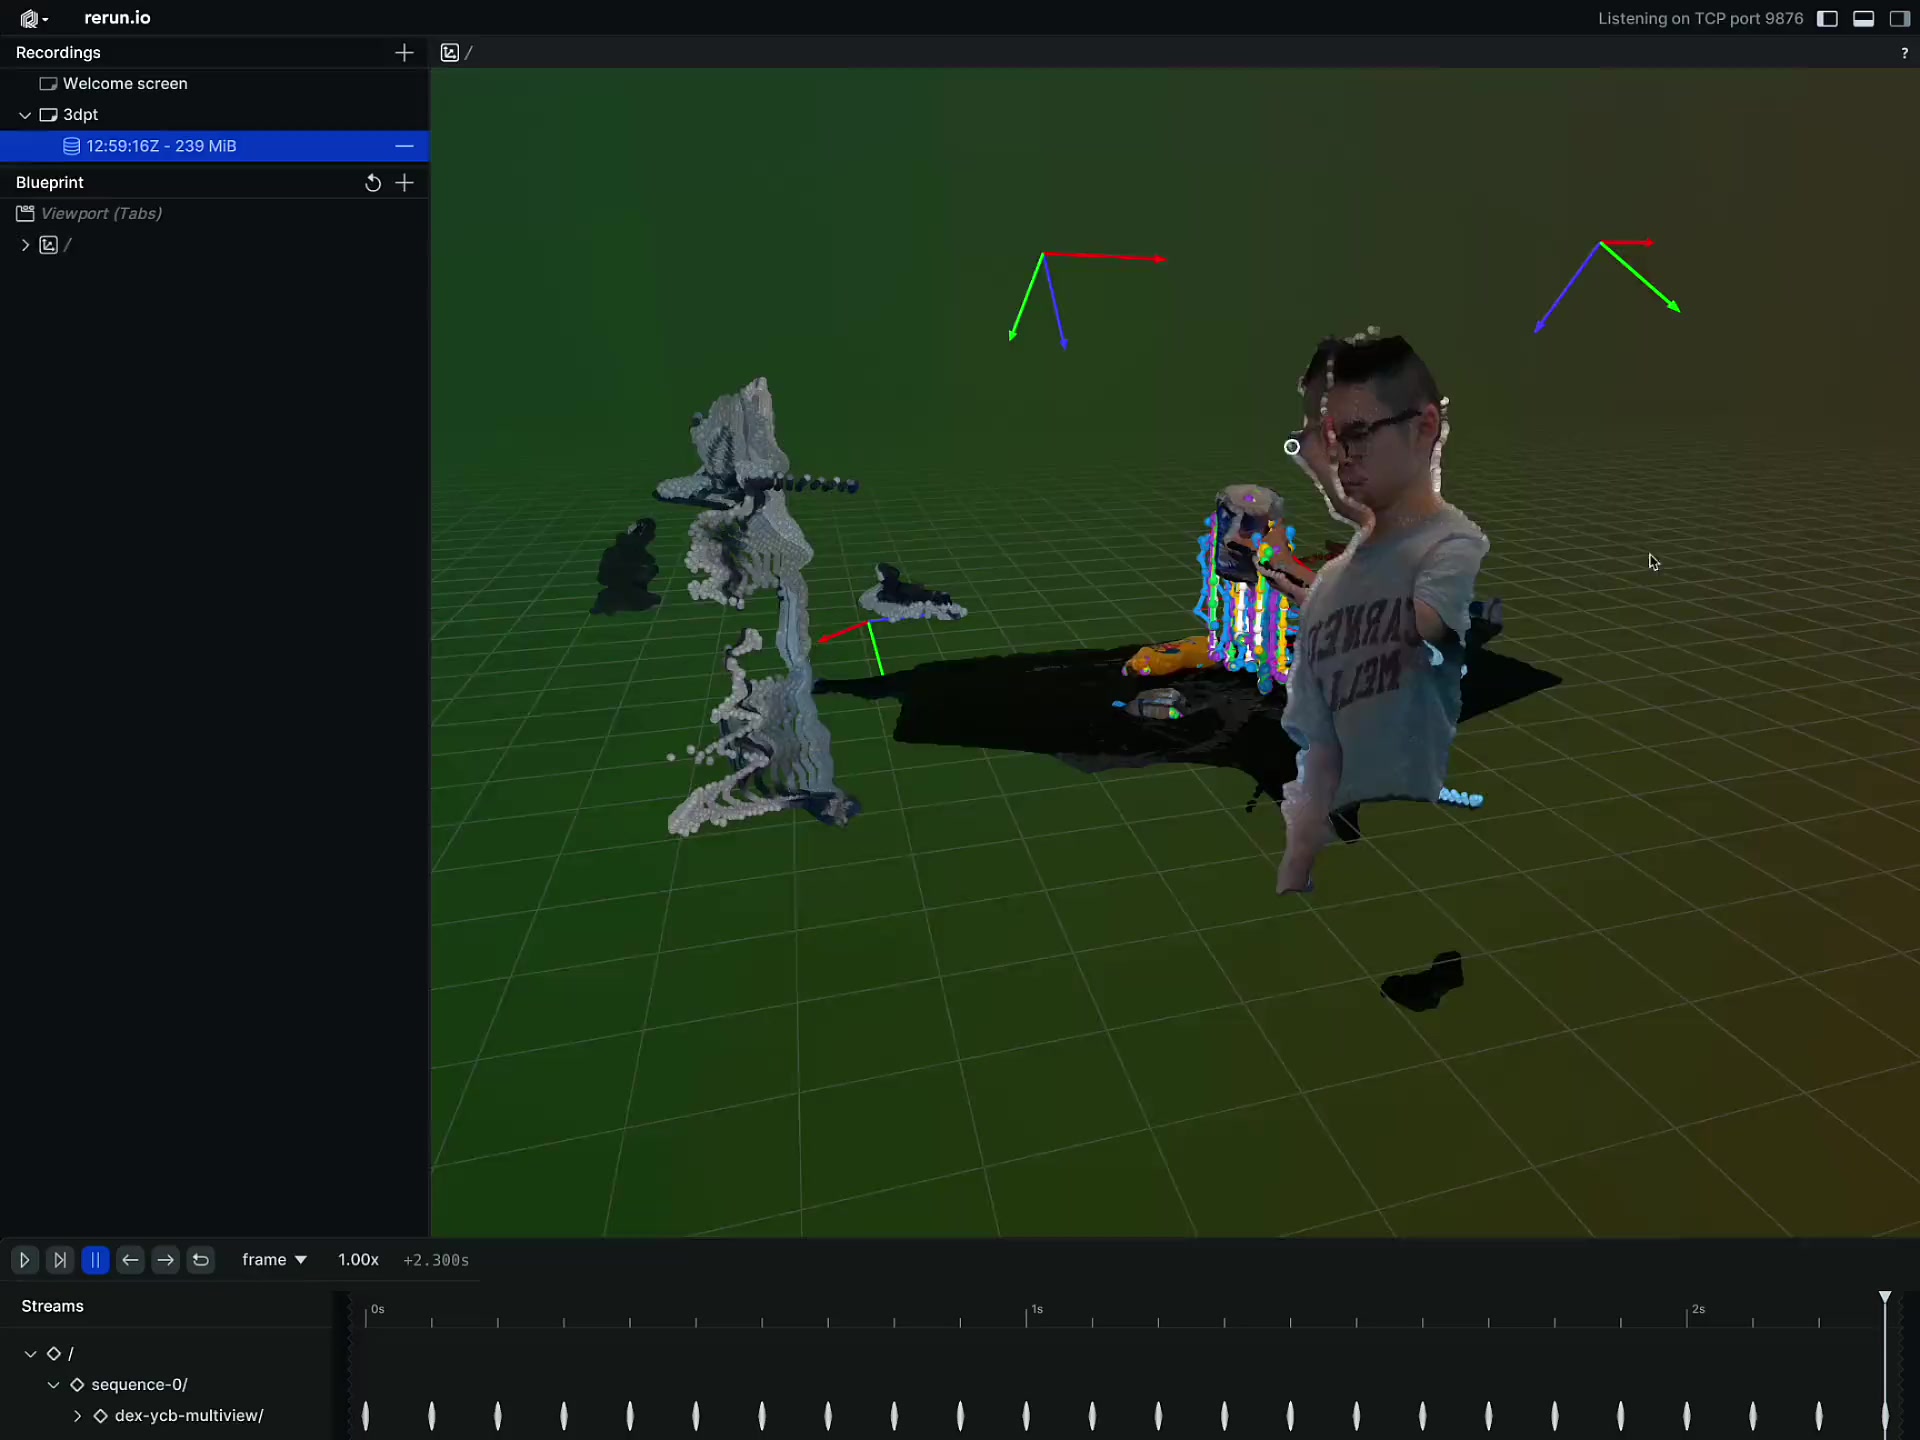 rerun.io
Listening on TCP port 9876
Recordings
/
?
Welcome screen
3dpt
12:59:16Z - 239 MiB
Blueprint
Viewport (Tabs)
/
frame
1.00x
+2.300s
Streams
0s
1s
2s
/
sequence-0/
dex-ycb-multiview/